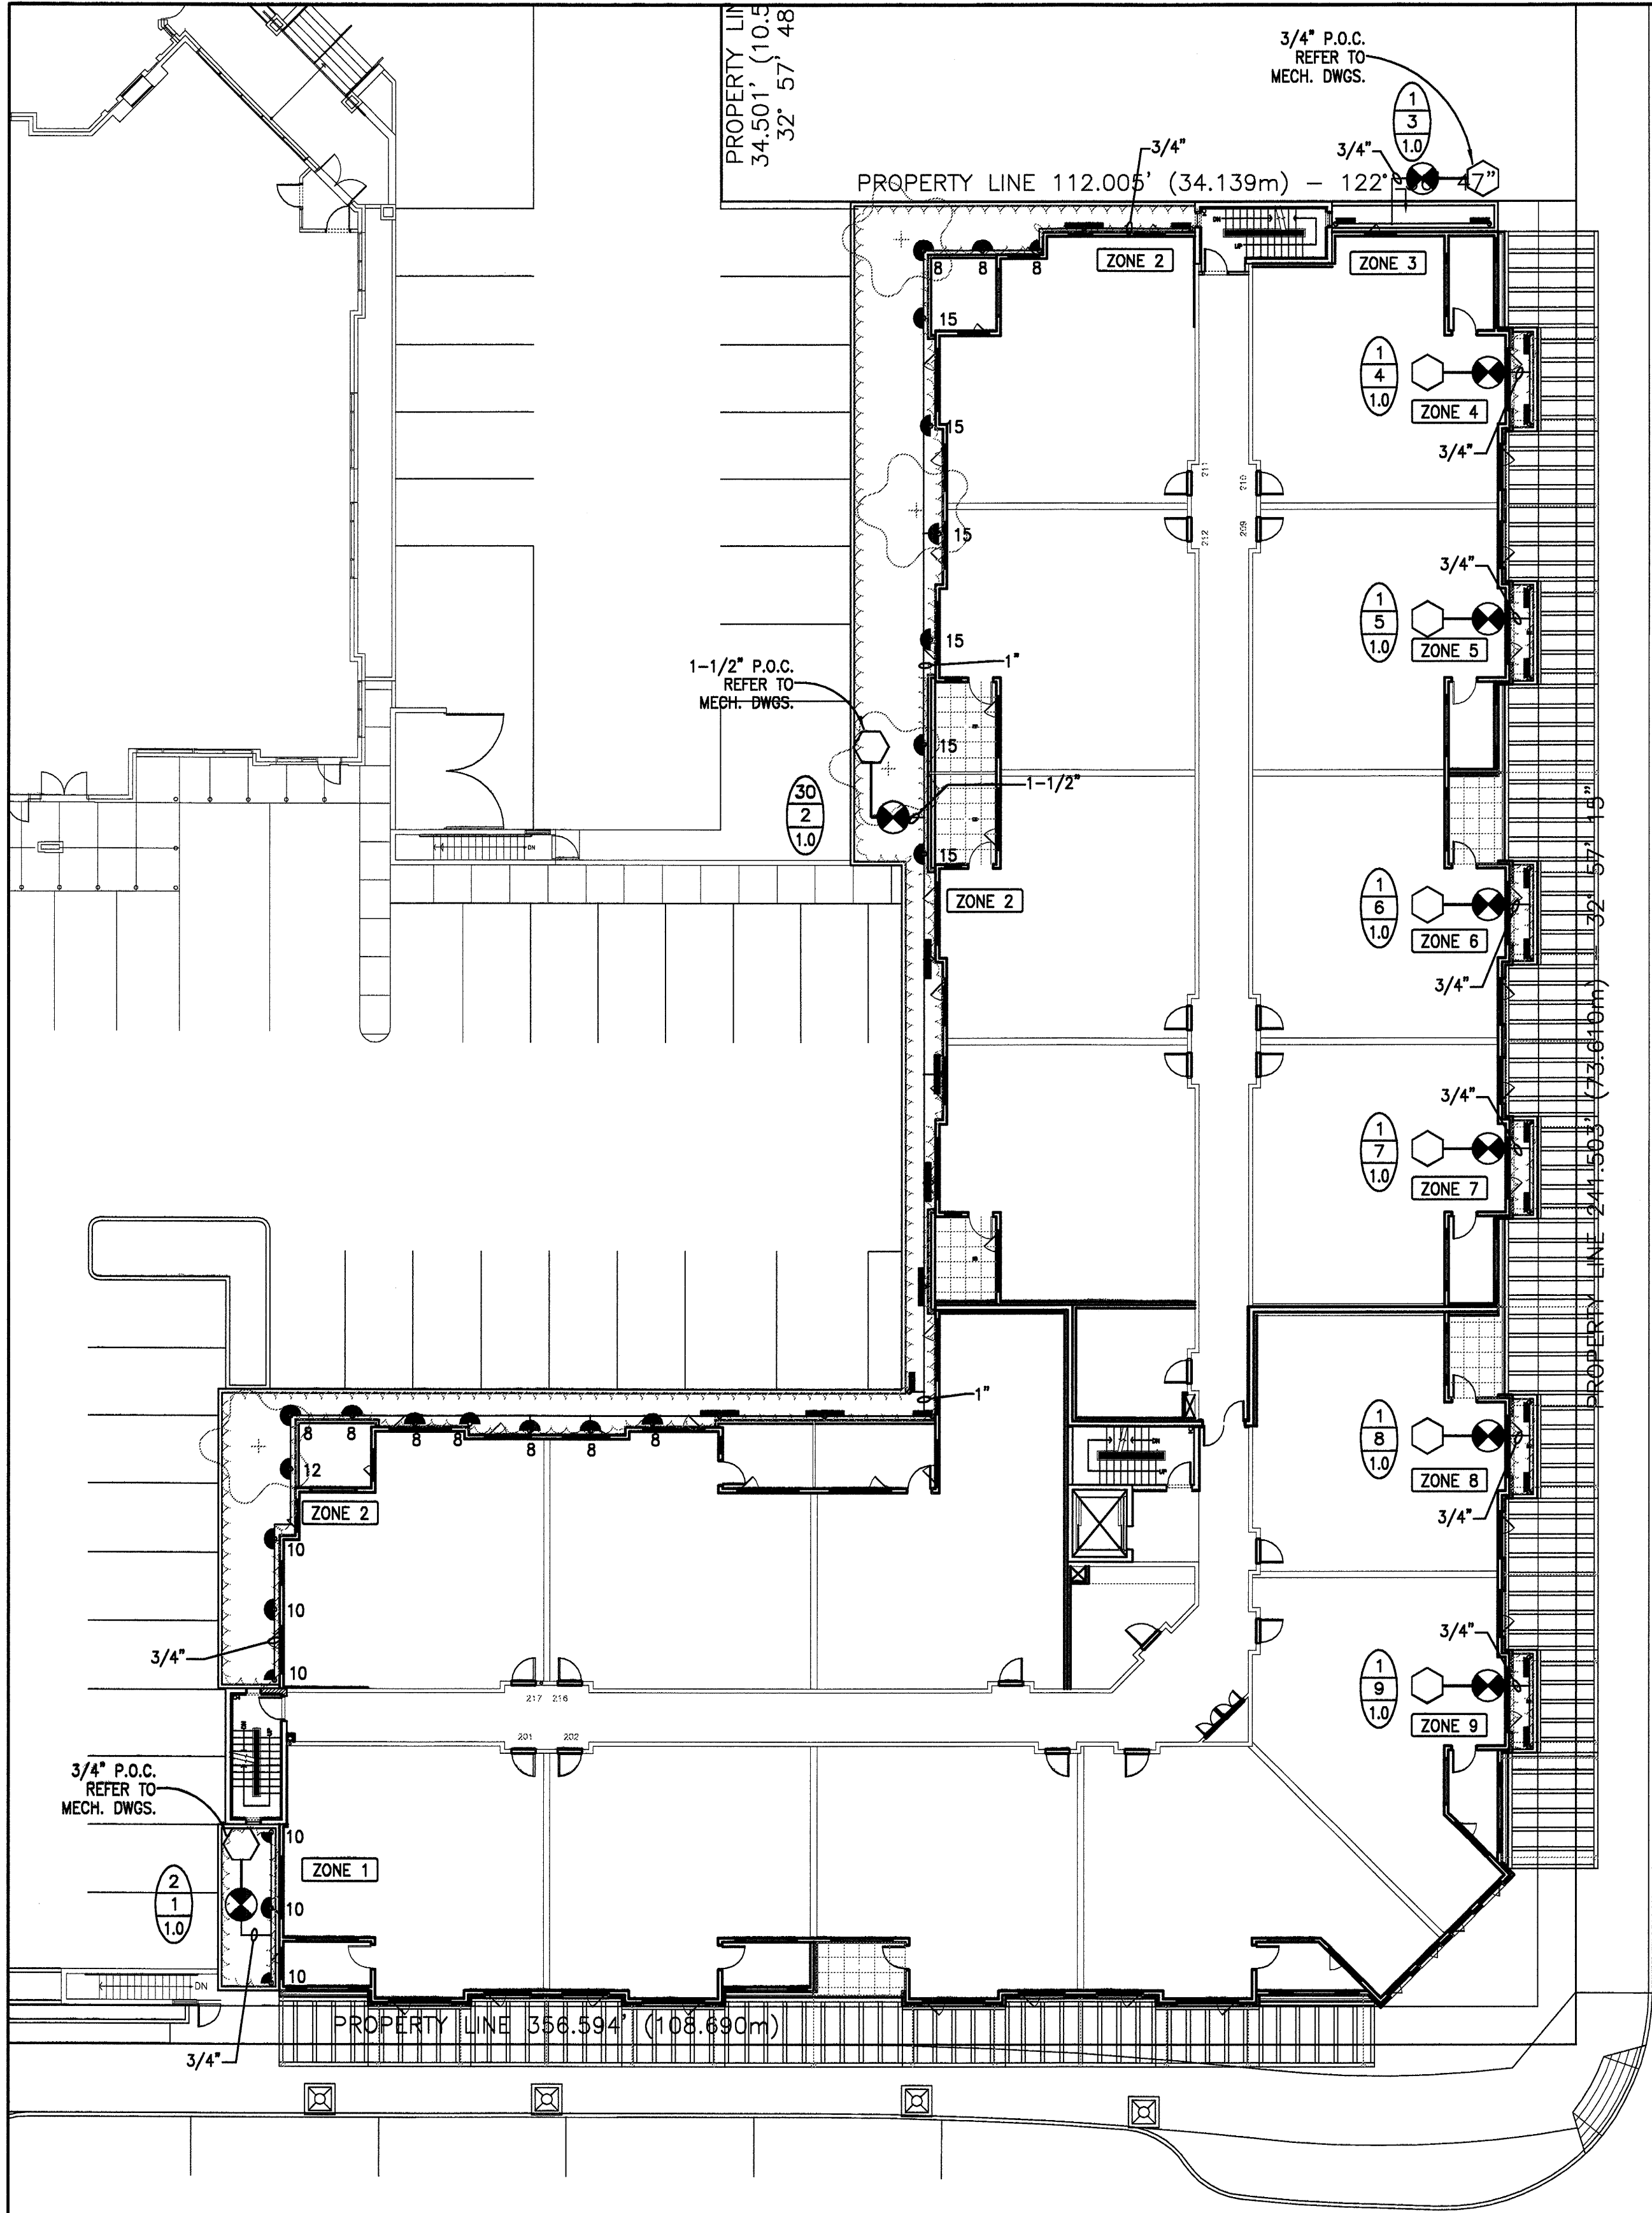 PROPERTY LIN
34.501' (10.5
32° 57' 48
3/4" P.O.C.
REFER TO
MECH. DWGS.
1
3
1.0
3/4"
3/4"
PROPERTY LINE 112.005' (34.139m) – 122° 47"
DN
UP
ZONE 2
ZONE 3
8
8
8
15
1
4
1.0
ZONE 4
3/4"
15
211
210
212
209
15
3/4"
1
5
1.0
ZONE 5
15
1"
1-1/2" P.O.C.
REFER TO
MECH. DWGS.
15
1-1/2"
30
2
1.0
DN
15
ZONE 2
1
6
1.0
ZONE 6
3/4"
PROPERTY LINE 241.503' (73.610m) – 32° 57' 15"
3/4"
1
7
1.0
ZONE 7
1"
8
8
8
8
8
8
8
DN
UP
1
8
1.0
ZONE 8
3/4"
12
ZONE 2
10
10
3/4"
10
3/4"
1
9
1.0
ZONE 9
217
216
201
202
DN
UP
3/4" P.O.C.
REFER TO
MECH. DWGS.
10
ZONE 1
2
1
1.0
10
10
DN
PROPERTY LINE 356.594' (108.690m)
3/4"